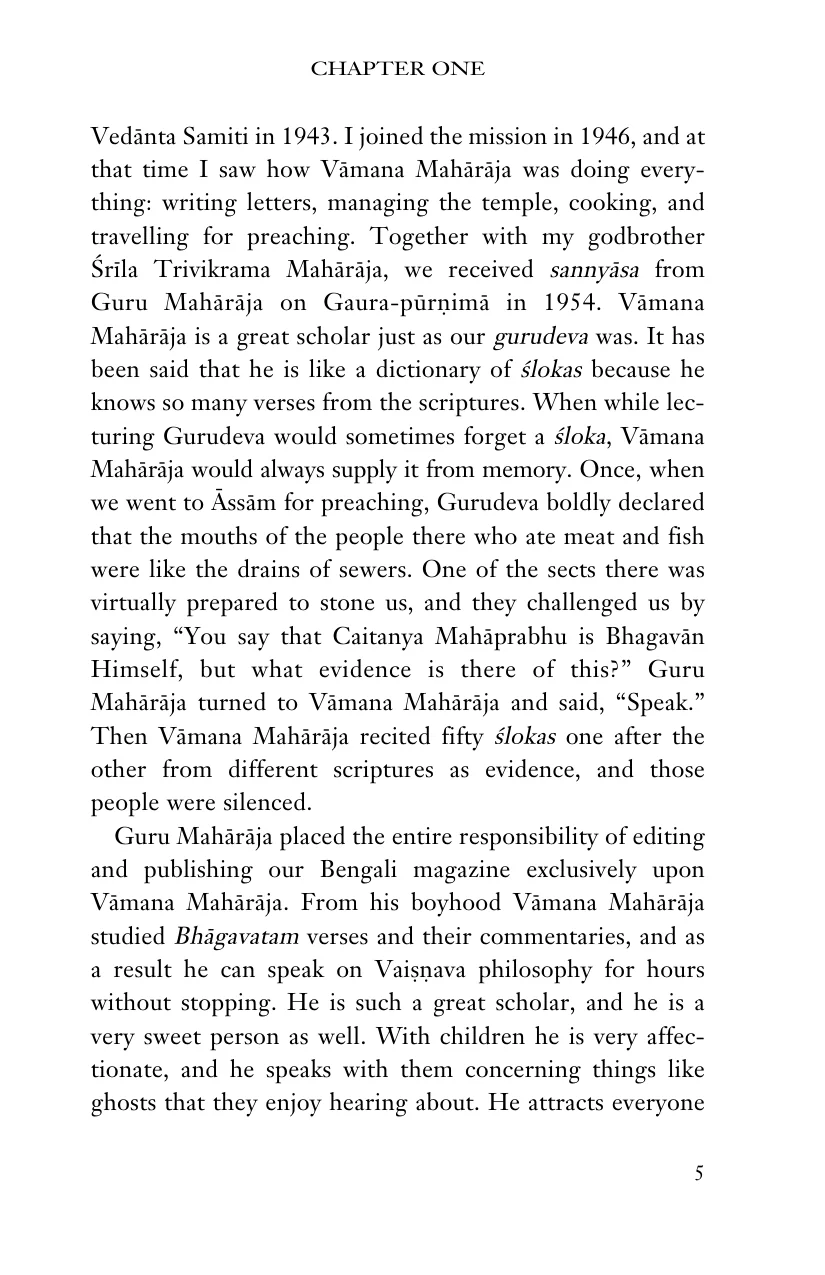 CHAPTER ONE
Vedānta Samiti in 1943. I joined the mission in 1946, and at
that time I saw how Vāmana Mahārāja was doing every-
thing: writing letters, managing the temple, cooking, and
travelling for preaching. Together with my godbrother
Śrīla Trivikrama Mahārāja, we received sannyāsa from
Guru Mahārāja on Gaura-pūrṇimā in 1954. Vāmana
Mahārāja is a great scholar just as our gurudeva was. It has
been said that he is like a dictionary of ślokas because he
knows so many verses from the scriptures. When while lec-
turing Gurudeva would sometimes forget a śloka, Vāmana
Mahārāja would always supply it from memory. Once, when
we went to Āssām for preaching, Gurudeva boldly declared
that the mouths of the people there who ate meat and fish
were like the drains of sewers. One of the sects there was
virtually prepared to stone us, and they challenged us by
saying, “You say that Caitanya Mahāprabhu is Bhagavān
Himself, but what evidence is there of this?” Guru
Mahārāja turned to Vāmana Mahārāja and said, “Speak.”
Then Vāmana Mahārāja recited fifty ślokas one after the
other from different scriptures as evidence, and those
people were silenced.
Guru Mahārāja placed the entire responsibility of editing
and publishing our Bengali magazine exclusively upon
Vāmana Mahārāja. From his boyhood Vāmana Mahārāja
studied Bhāgavatam verses and their commentaries, and as
a result he can speak on Vaiṣṇava philosophy for hours
without stopping. He is such a great scholar, and he is a
very sweet person as well. With children he is very affec-
tionate, and he speaks with them concerning things like
ghosts that they enjoy hearing about. He attracts everyone
5